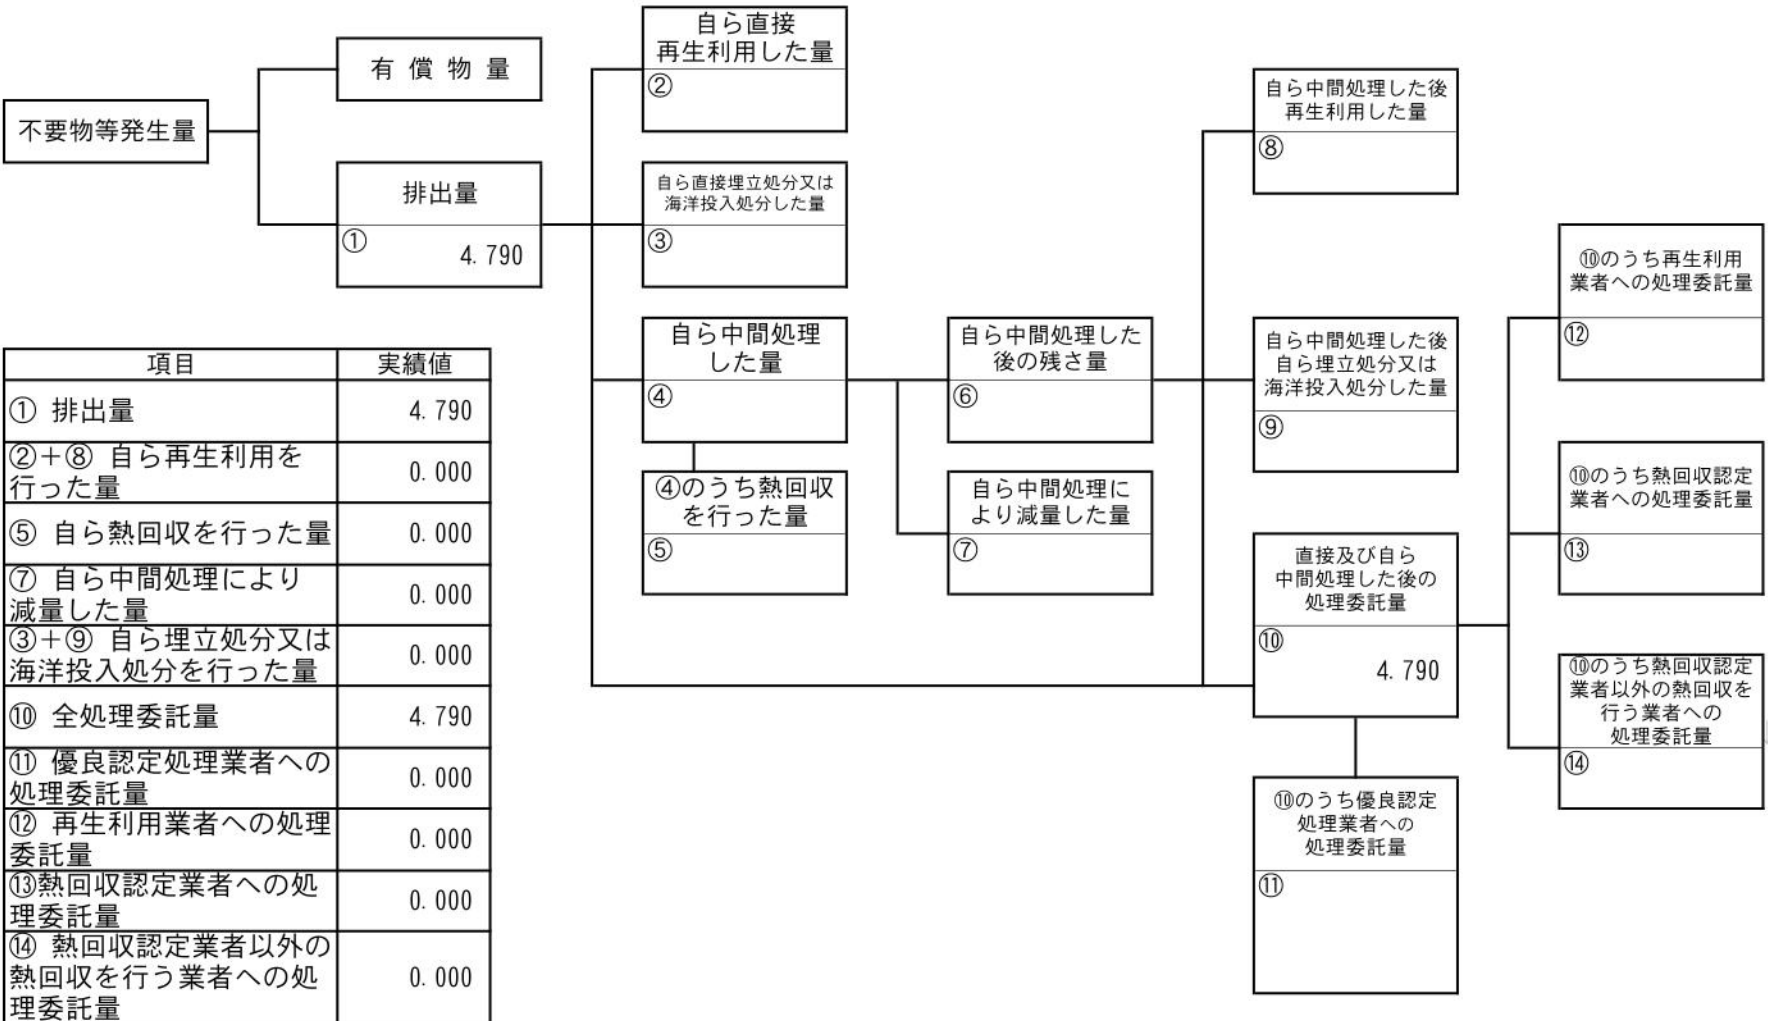 不要物等発生量
有 償 物 量
排出量
①
4.790
自ら直接
再生利用した量
②
自ら直接埋立処分又は
海洋投入処分した量
③
自ら中間処理
した量
④
④のうち熱回収
を行った量
⑤
自ら中間処理した
後の残さ量
⑥
自ら中間処理に
より減量した量
⑦
自ら中間処理した後
再生利用した量
⑧
自ら中間処理した後
自ら埋立処分又は
海洋投入処分した量
⑨
直接及び自ら
中間処理した後の
処理委託量
⑩
4.790
⑩のうち優良認定
処理業者への
処理委託量
⑪
⑩のうち再生利用
業者への処理委託量
⑫
⑩のうち熱回収認定
業者への処理委託量
⑬
⑩のうち熱回収認定
業者以外の熱回収を
行う業者への
処理委託量
⑭
項目 実績値
① 排出量 4.790
②+⑧ 自ら再生利用を
行った量 0.000
⑤ 自ら熱回収を行った量 0.000
⑦ 自ら中間処理により
減量した量 0.000
③+⑨ 自ら埋立処分又は
海洋投入処分を行った量 0.000
⑩ 全処理委託量 4.790
⑪ 優良認定処理業者への
処理委託量 0.000
⑫ 再生利用業者への処理
委託量 0.000
⑬熱回収認定業者への処
理委託量 0.000
⑭ 熱回収認定業者以外の
熱回収を行う業者への処
理委託量 0.000